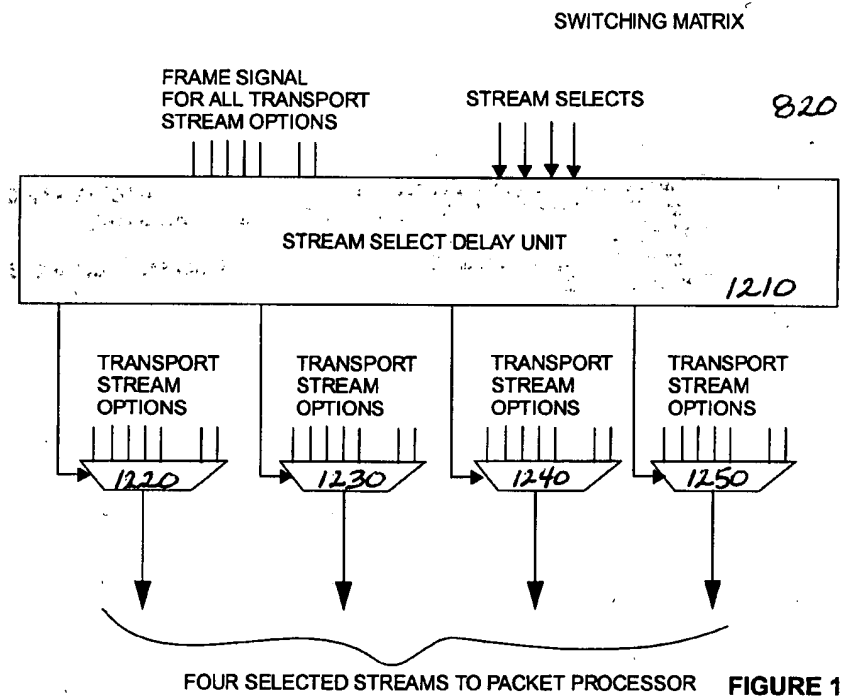 SWITCHING MATRIX
820
FRAME SIGNAL
FOR ALL TRANSPORT
STREAM OPTIONS
STREAM SELECTS
STREAM SELECT DELAY UNIT
1210
TRANSPORT
STREAM
OPTIONS
TRANSPORT
STREAM
OPTIONS
TRANSPORT
STREAM
OPTIONS
TRANSPORT
STREAM
OPTIONS
1220
1230
1240
1250
FOUR SELECTED STREAMS TO PACKET PROCESSOR
FIGURE 1